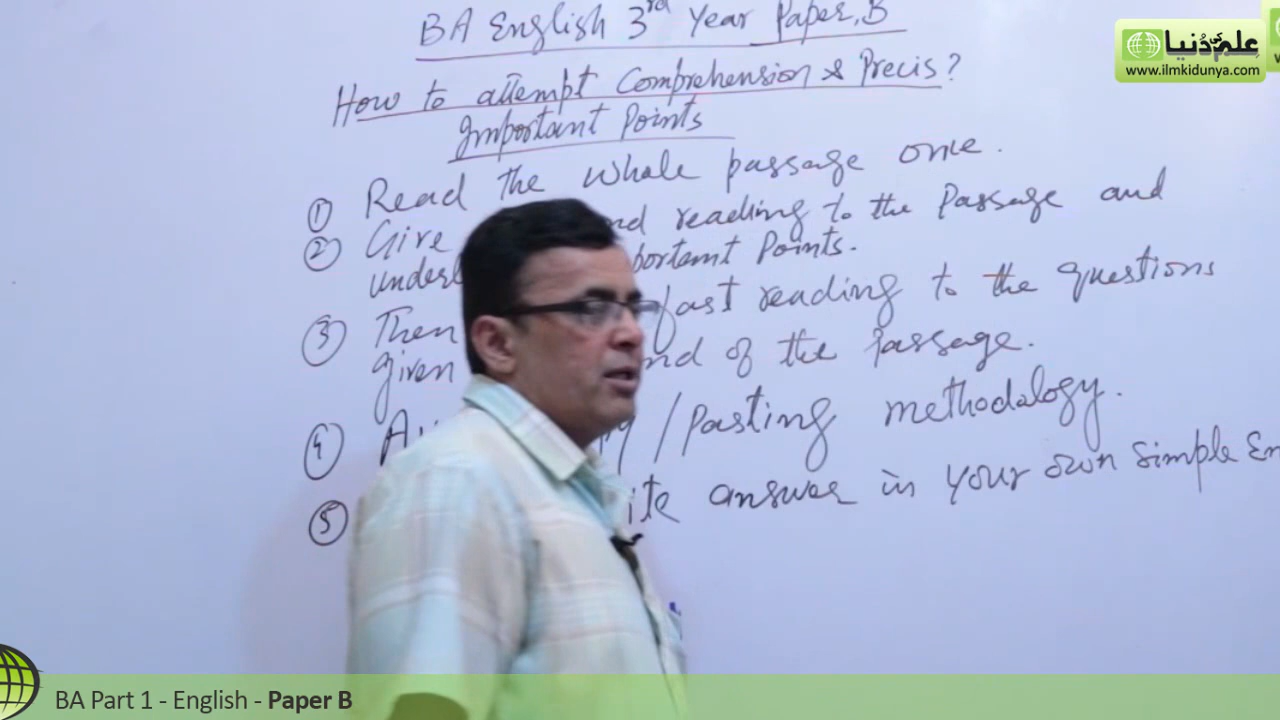 BA English 3rd Year Paper, B
How to attempt Comprehension & Precis?
Important Points
① Read the whole passage once.
② Give reading to the Passage and
Points.
③ Then fast reading to the questions
given of the Passage.
④ /Pasting methodalogy.
⑤ answer in your own simple
علم کی دُنیا
www.ilmkidunya.com
BA Part 1 - English - Paper B